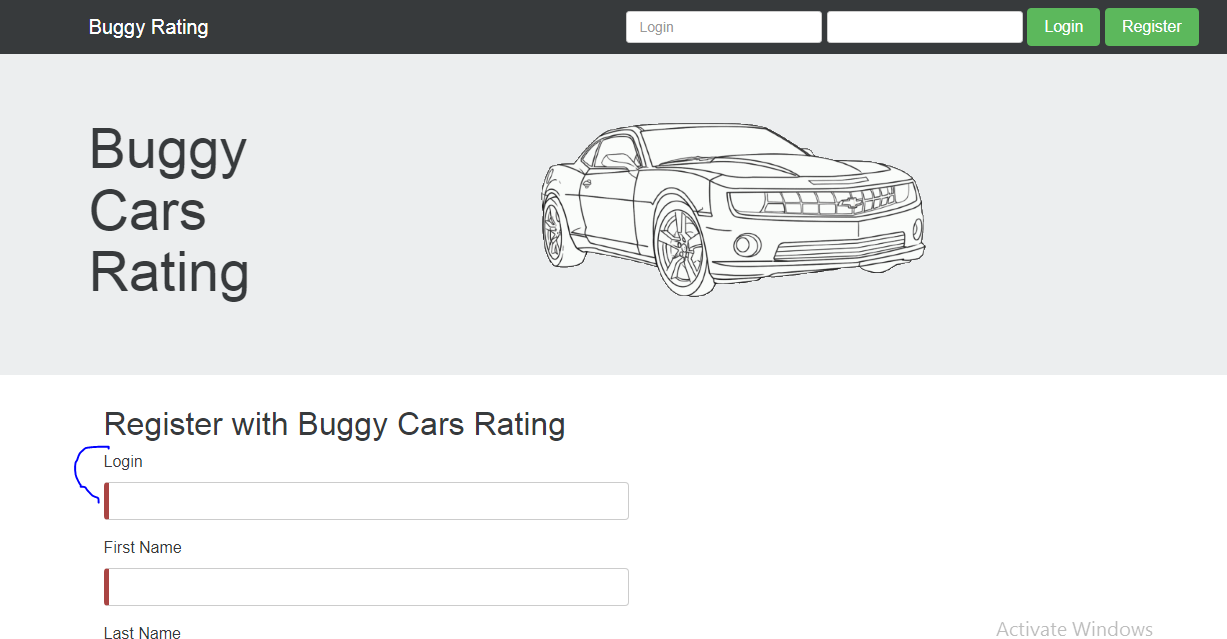 Buggy Rating
Login
Login
Register
Buggy
Cars
Rating
Register with Buggy Cars Rating
Login
First Name
Last Name
Activate Windows